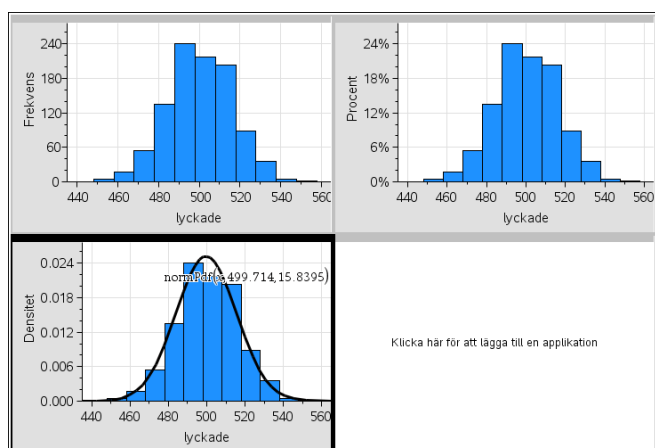 Frekvens
240
180
120
60
0
440 460 480 500 520 540 560
lyckade
Procent
24%
18%
12%
6%
0%
440 460 480 500 520 540 560
lyckade
Densitet
0.024
0.018
0.012
0.006
0.000
normPdf(x,499.714,15.8395)
440 460 480 500 520 540 560
lyckade
Klicka här för att lägga till en applikation